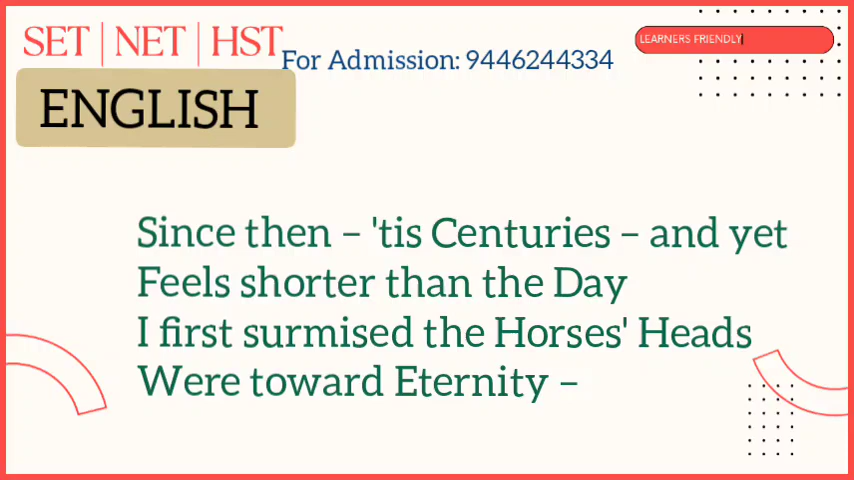 SET | NET | HST
For Admission: 9446244334
LEARNERS FRIENDLY
ENGLISH
Since then – 'tis Centuries – and yet
Feels shorter than the Day
I first surmised the Horses' Heads
Were toward Eternity –